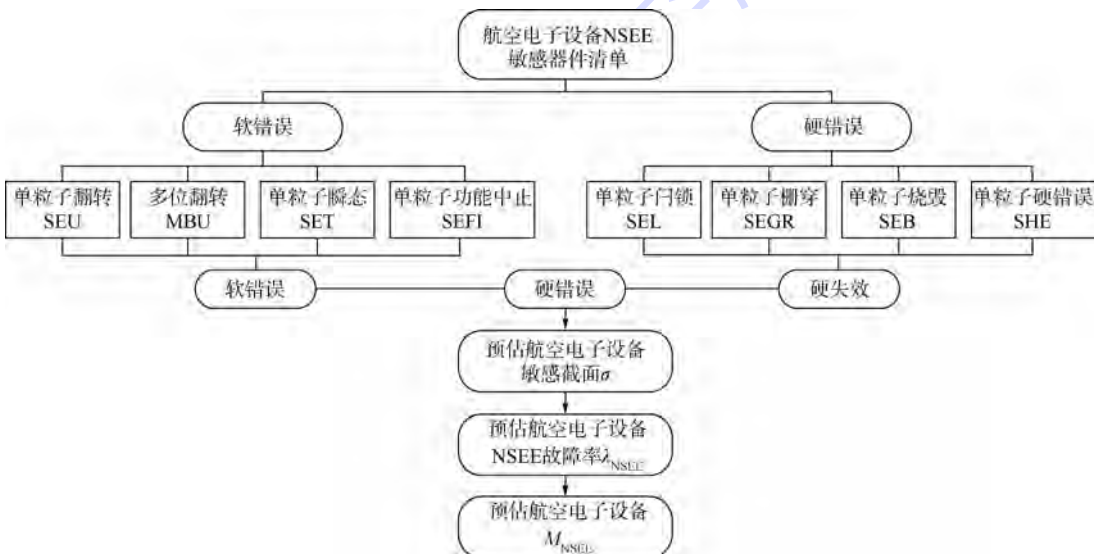 航空电子设备NSEE
敏感器件清单
软错误
硬错误
单粒子翻转
SEU
多位翻转
MBU
单粒子瞬态
SET
单粒子功能中止
SEFI
单粒子闩锁
SEL
单粒子栅穿
SEGR
单粒子烧毁
SEB
单粒子硬错误
SHE
软错误
硬错误
硬失效
预估航空电子设备
敏感截面σ
预估航空电子设备
NSEE故障率λNSEE
预估航空电子设备
MNSEE